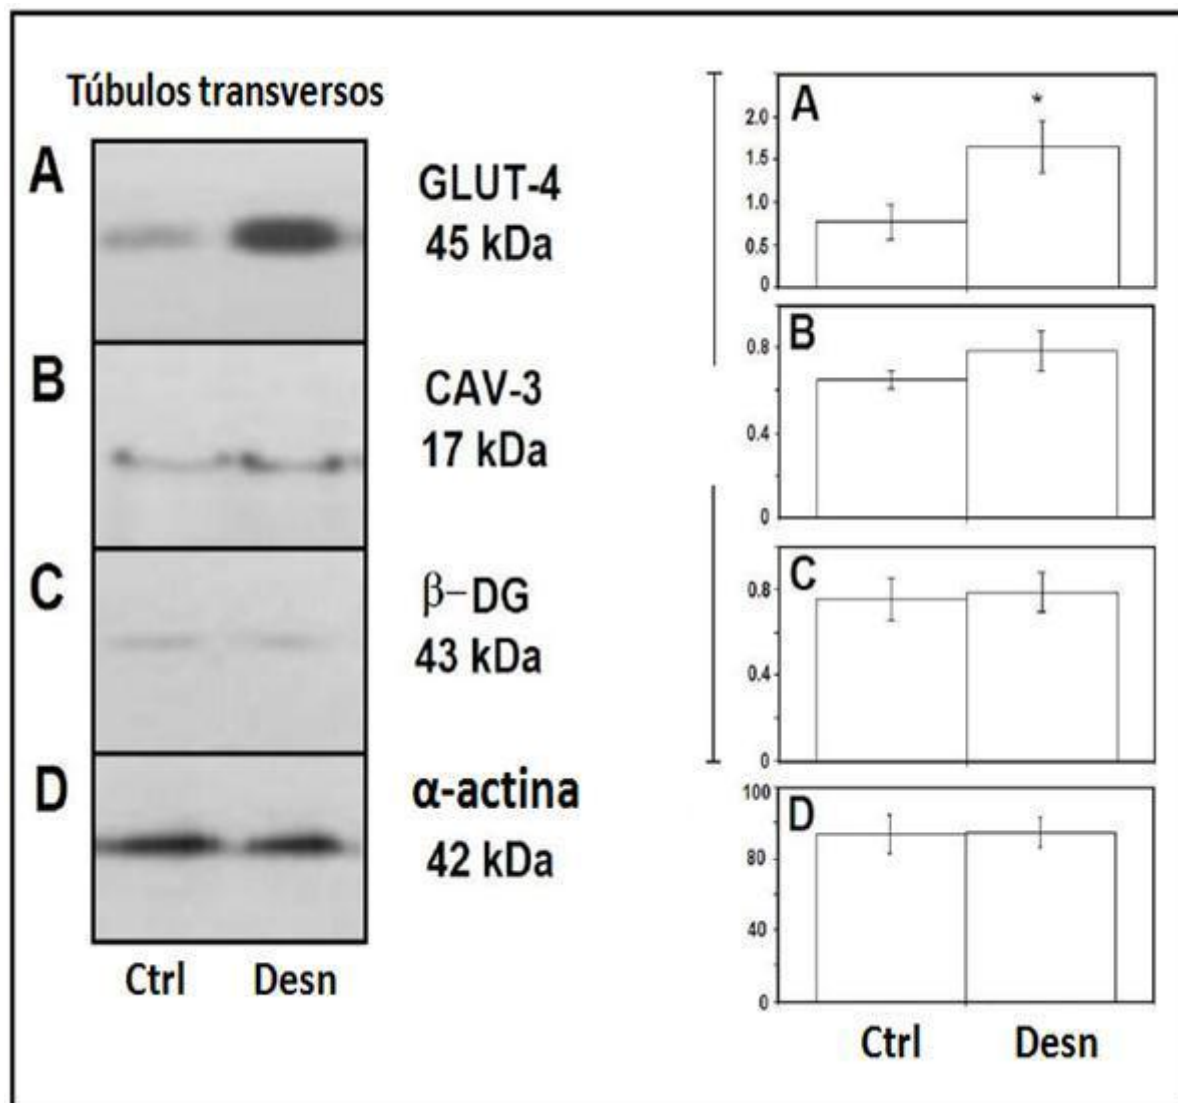 Túbulos transversos
A
GLUT-4
45 kDa
B
CAV-3
17 kDa
C
β-DG
43 kDa
D
α-actina
42 kDa
Ctrl Desn
A
*
2.0
1.5
1.0
0.5
0
B
0.8
0.4
0
C
0.8
0.4
0
D
100
80
40
0
Ctrl Desn